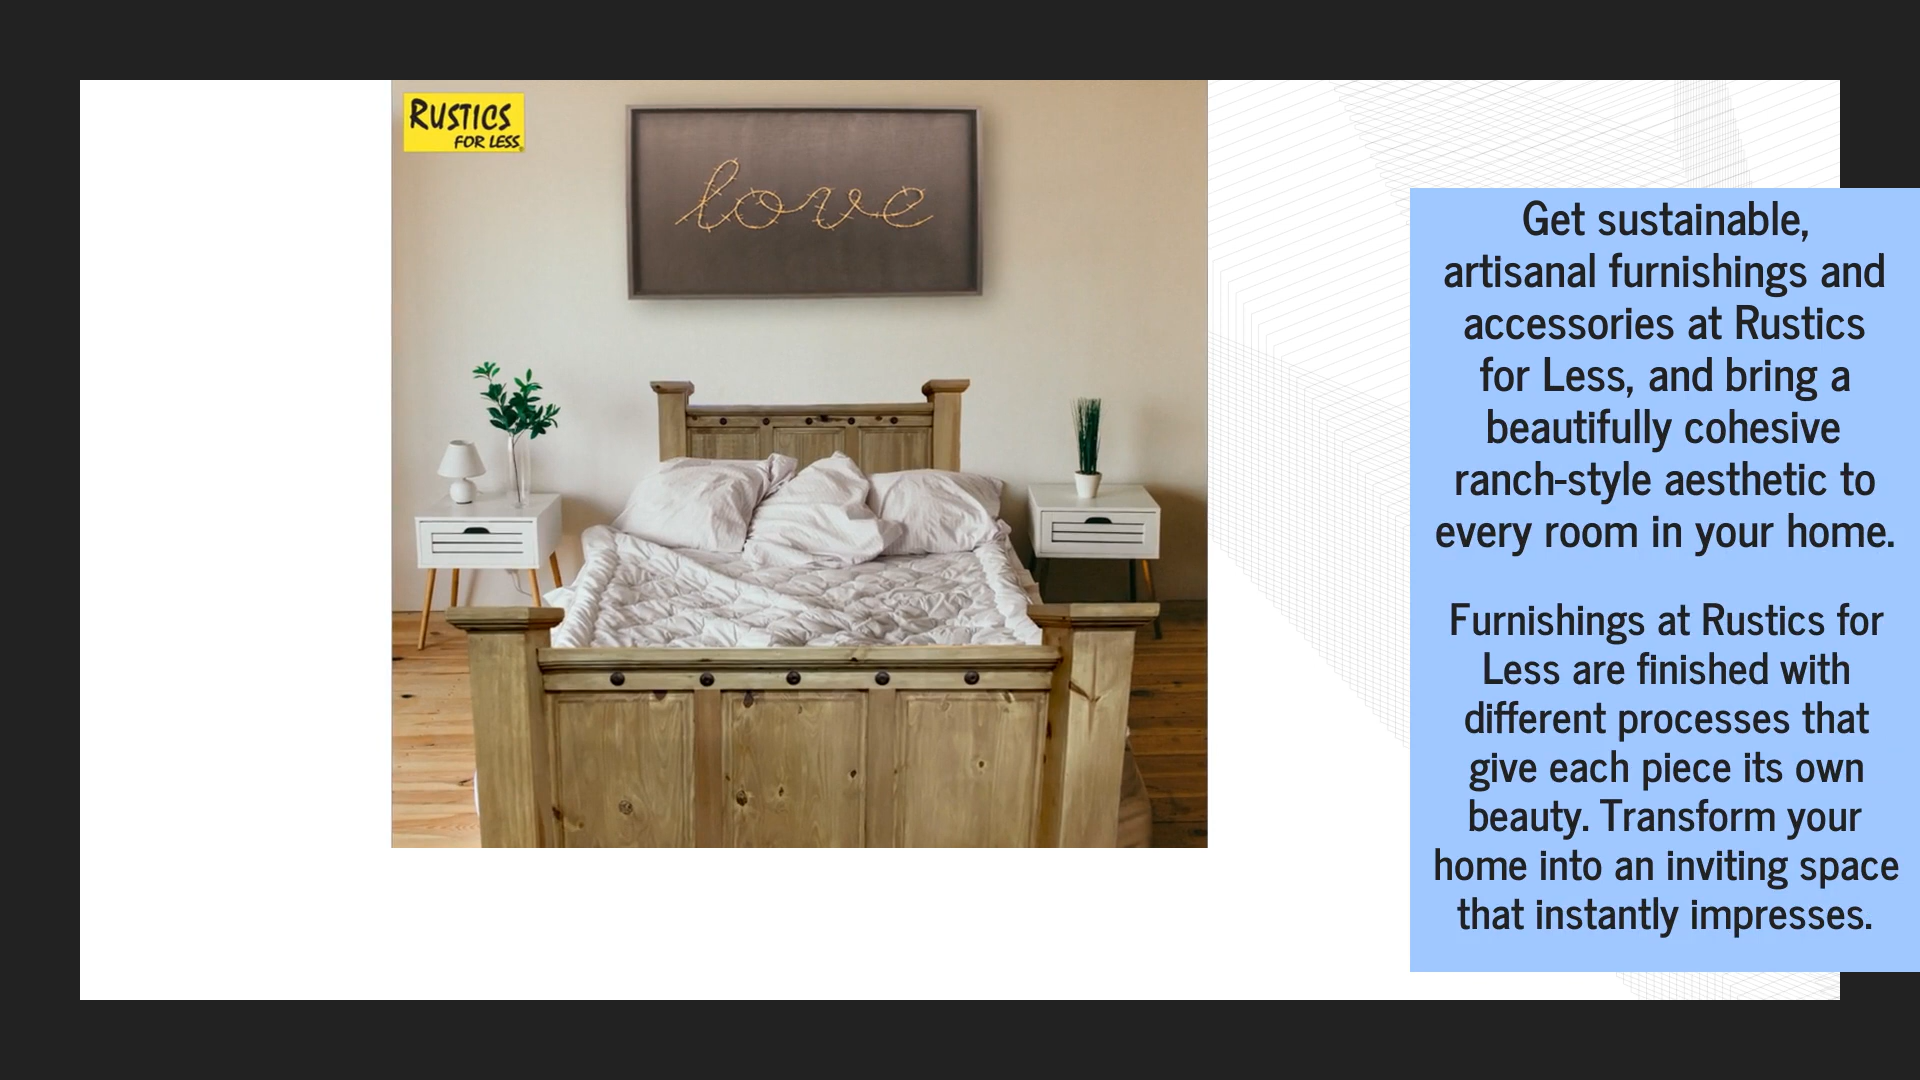 RUSTICS
FOR LESS
love
Get sustainable,
artisanal furnishings and
accessories at Rustics
for Less, and bring a
beautifully cohesive
ranch-style aesthetic to
every room in your home.
Furnishings at Rustics for
Less are finished with
different processes that
give each piece its own
beauty. Transform your
home into an inviting space
that instantly impresses.